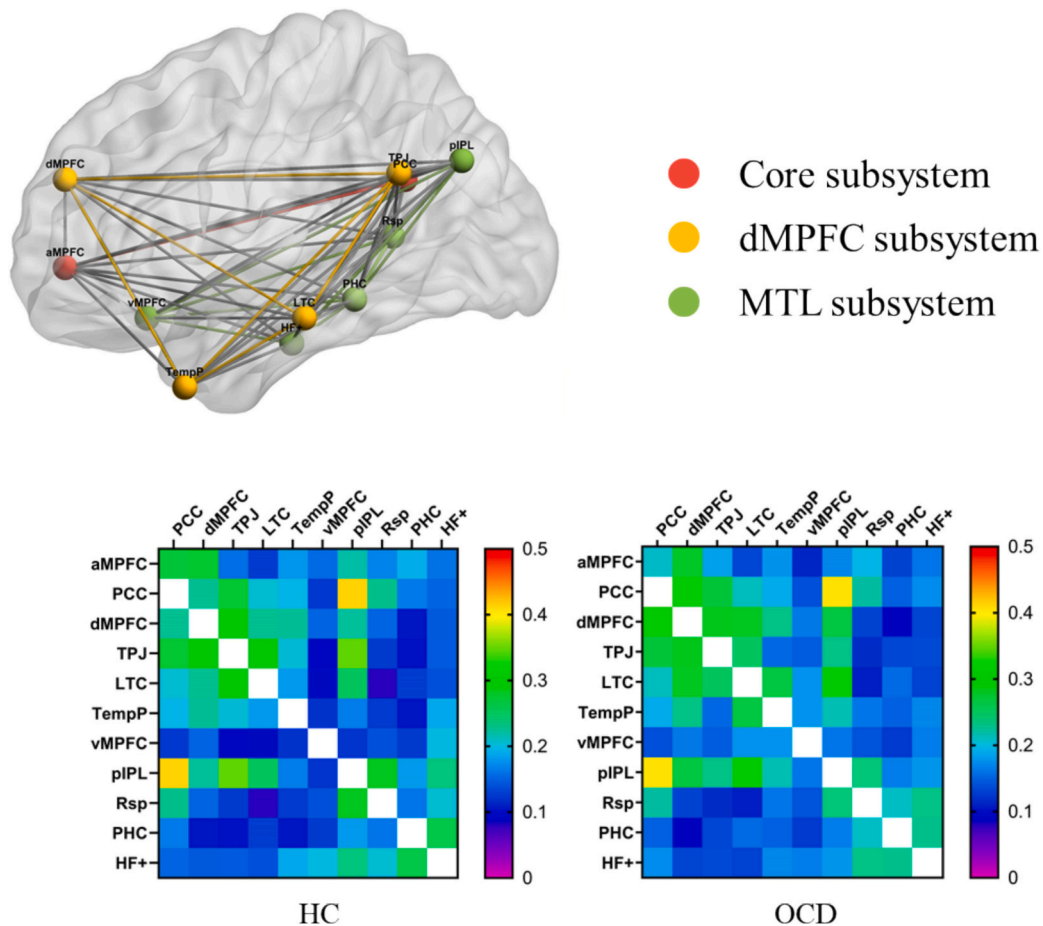 dMPFC
TPJ
PCC
pIPL
Core subsystem
dMPFC subsystem
MTL subsystem
aMPFC
Rsp
vMPFC
PHC
LTC
HF+
TempP
PCC dMPFC TPJ LTC TempP vMPFC pIPL Rsp PHC HF+
aMPFC
PCC
dMPFC
TPJ
LTC
TempP
vMPFC
pIPL
Rsp
PHC
HF+
0.5
0.4
0.3
0.2
0.1
0
HC
PCC dMPFC TPJ LTC TempP vMPFC pIPL Rsp PHC HF+
aMPFC
PCC
dMPFC
TPJ
LTC
TempP
vMPFC
pIPL
Rsp
PHC
HF+
0.5
0.4
0.3
0.2
0.1
0
OCD